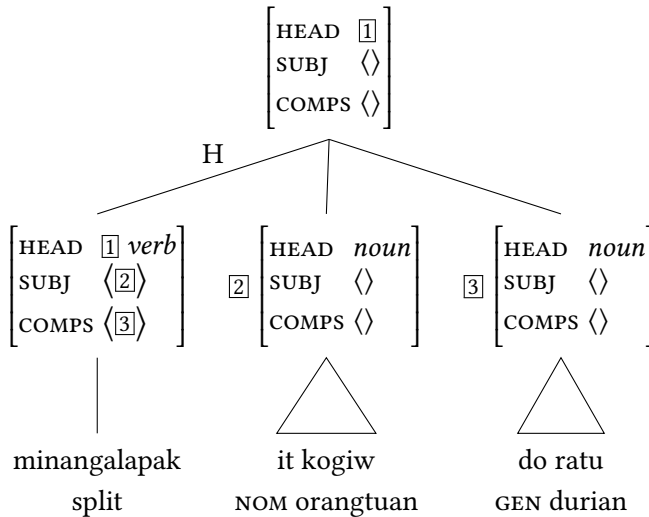 HEAD 1
SUBJ ⟨⟩
COMPS ⟨⟩
H
HEAD 1 verb
SUBJ ⟨2⟩
COMPS ⟨3⟩
2
HEAD noun
SUBJ ⟨⟩
COMPS ⟨⟩
3
HEAD noun
SUBJ ⟨⟩
COMPS ⟨⟩
minangalapak it kogiw do ratu
split NOM orangtuan GEN durian